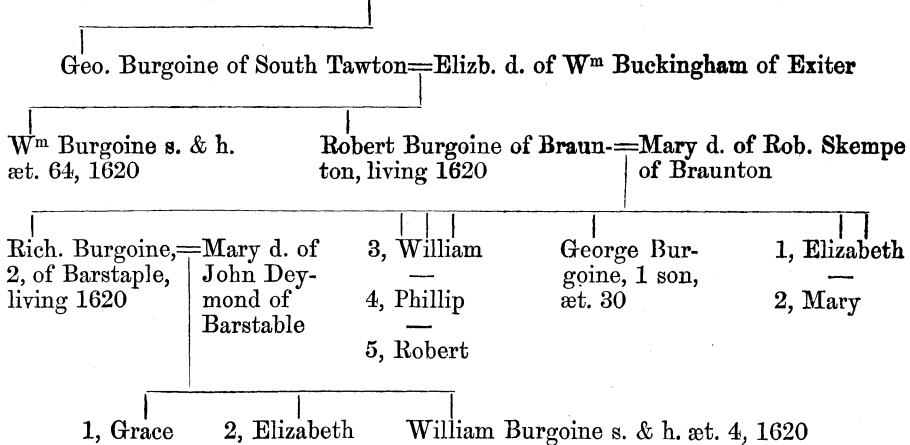 Geo. Burgoine of South Tawton=Elizb. d. of Wᵐ Buckingham of Exiter
Wᵐ Burgoine s. & h.
æt. 64, 1620
Robert Burgoine of Braun-
ton, living 1620
=Mary d. of Rob. Skempe
of Braunton
Rich. Burgoine,
2, of Barstaple,
living 1620
=Mary d. of
John Dey-
mond of
Barstable
3, William
4, Phillip
5, Robert
George Bur-
goine, 1 son,
æt. 30
1, Elizabeth
2, Mary
1, Grace
2, Elizabeth
William Burgoine s. & h. æt. 4, 1620